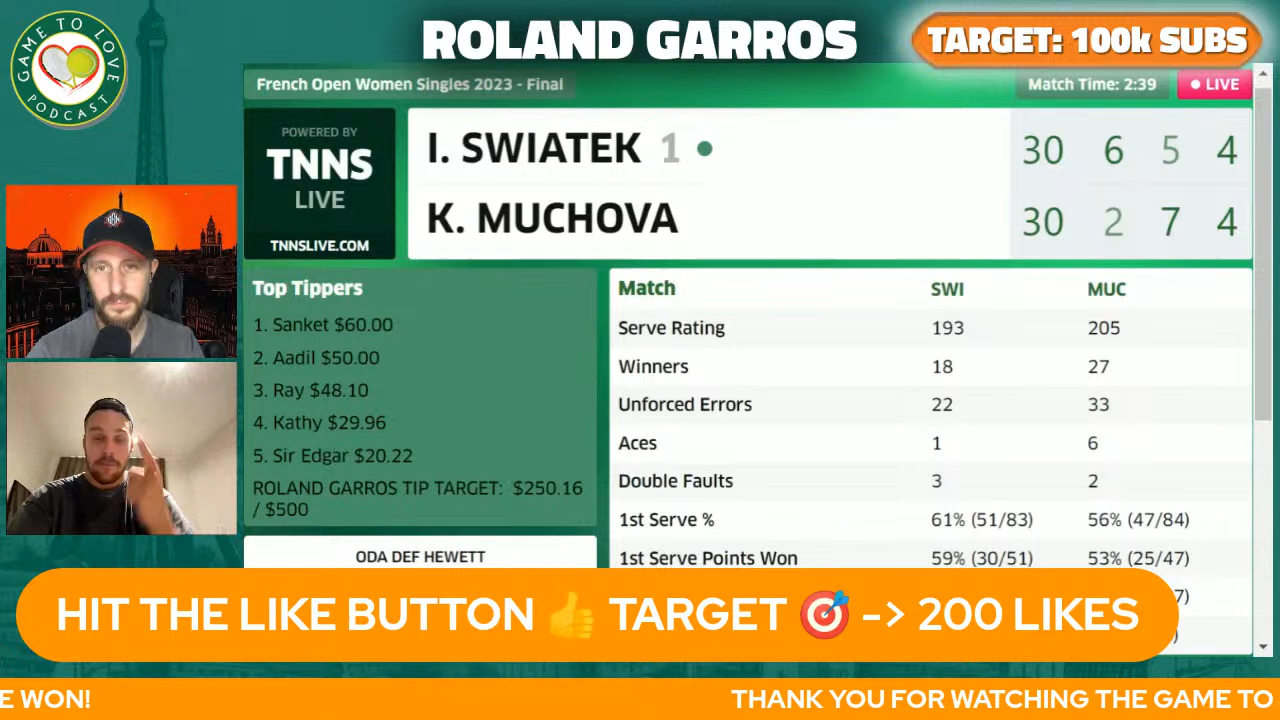 GAME TO LOVE
PODCAST
ROLAND GARROS
TARGET: 100k SUBS
French Open Women Singles 2023 - Final
Match Time: 2:39
LIVE
POWERED BY
TNNS
LIVE
TNNSLIVE.COM
I. SWIATEK 1 30 6 5 4
K. MUCHOVA 30 2 7 4
Top Tippers
1. Sanket $60.00
2. Aadil $50.00
3. Ray $48.10
4. Kathy $29.96
5. Sir Edgar $20.22
ROLAND GARROS TIP TARGET: $250.16
/ $500
ODA DEF HEWETT
Match SWI MUC
Serve Rating 193 205
Winners 18 27
Unforced Errors 22 33
Aces 1 6
Double Faults 3 2
1st Serve % 61% (51/83) 56% (47/84)
1st Serve Points Won 59% (30/51) 53% (25/47)
7)
)
HIT THE LIKE BUTTON 👍 TARGET 🎯 -> 200 LIKES
E WON! THANK YOU FOR WATCHING THE GAME TO